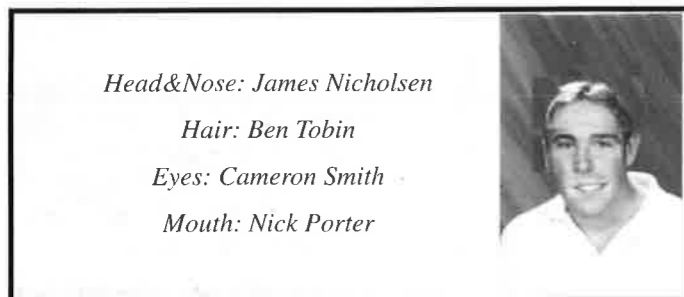 Head&Nose: James Nicholsen
Hair: Ben Tobin
Eyes: Cameron Smith
Mouth: Nick Porter